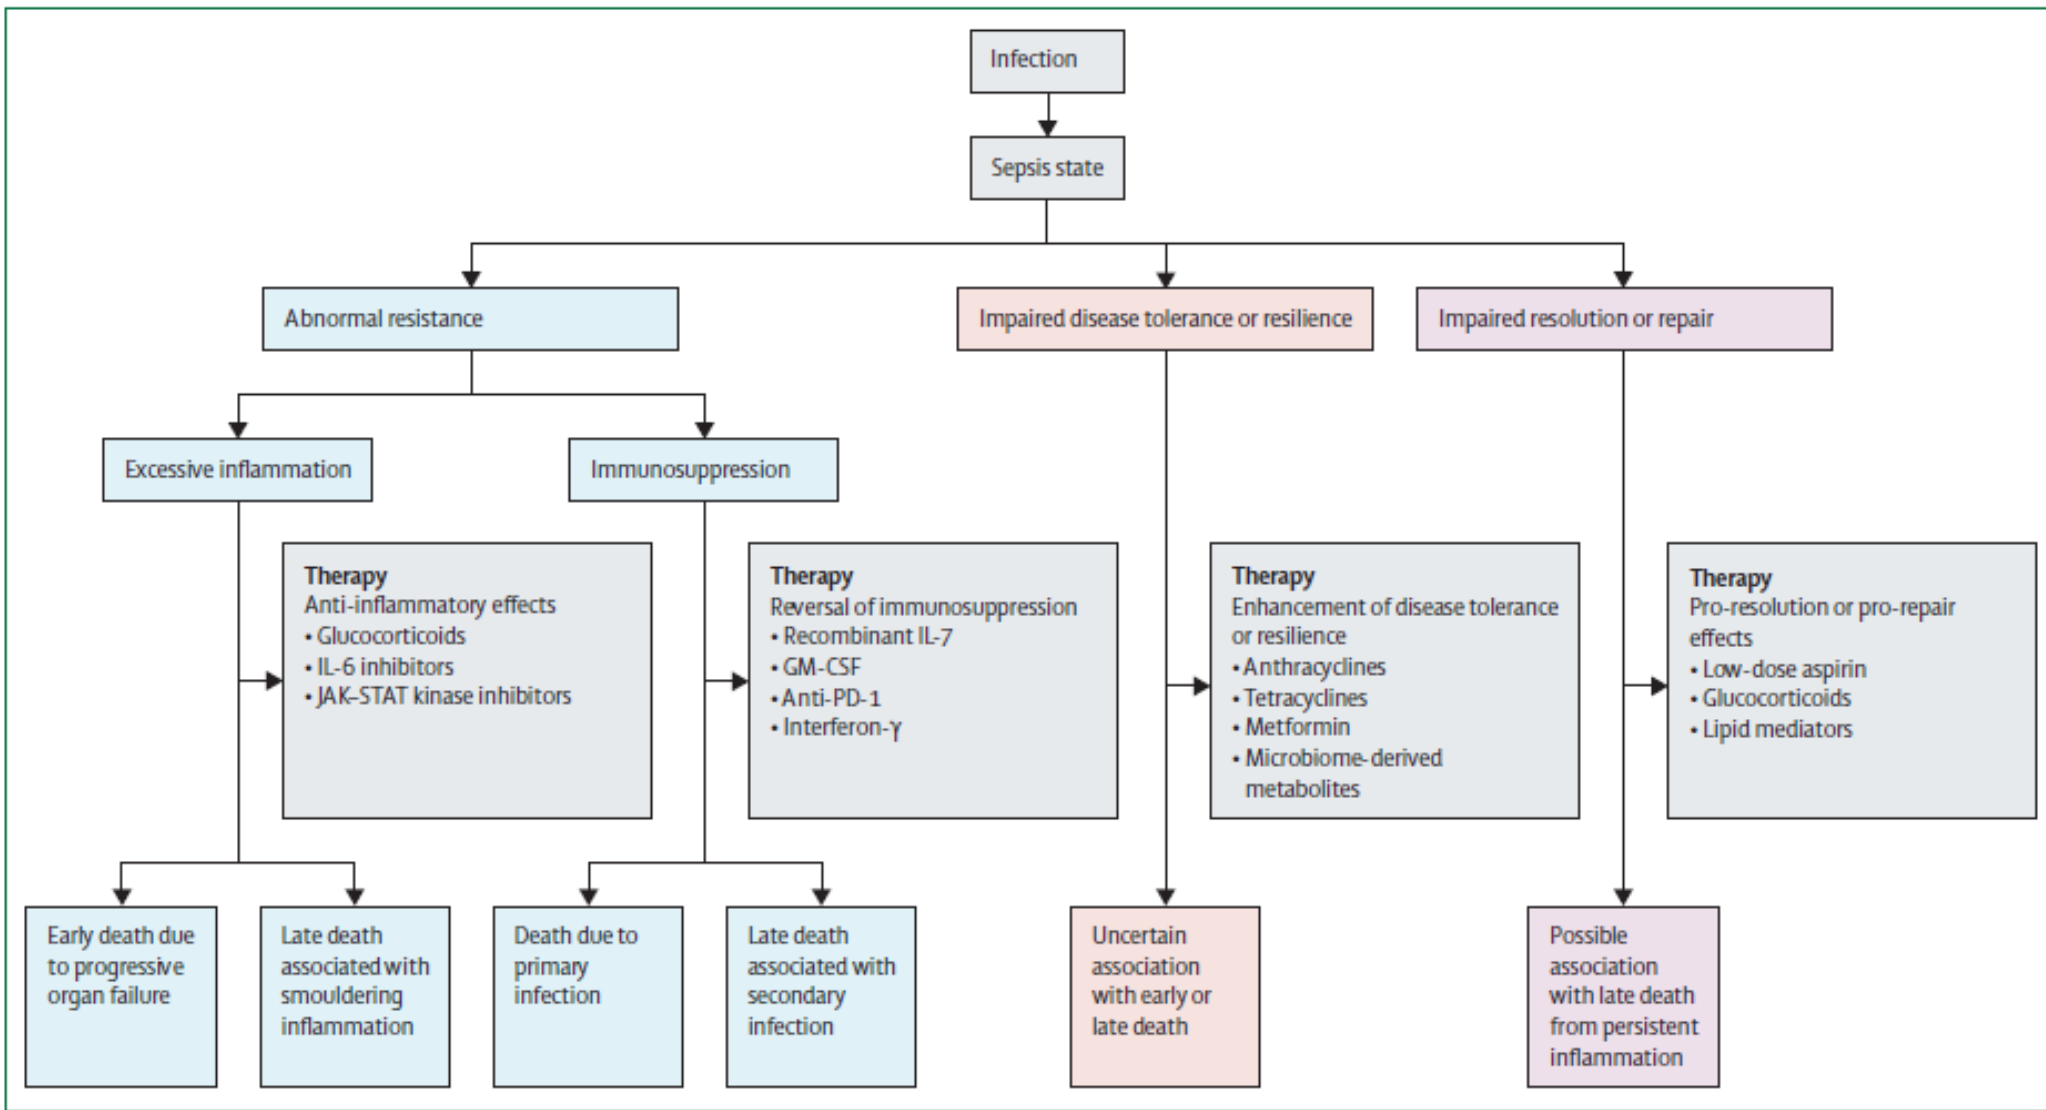 Infection
Sepsis state
Abnormal resistance
Impaired disease tolerance or resilience
Impaired resolution or repair
Excessive inflammation
Immunosuppression
Therapy
Anti-inflammatory effects
• Glucocorticoids
• IL-6 inhibitors
• JAK–STAT kinase inhibitors
Therapy
Reversal of immunosuppression
• Recombinant IL-7
• GM-CSF
• Anti-PD-1
• Interferon-γ
Therapy
Enhancement of disease tolerance
or resilience
• Anthracyclines
• Tetracyclines
• Metformin
• Microbiome-derived
metabolites
Therapy
Pro-resolution or pro-repair
effects
• Low-dose aspirin
• Glucocorticoids
• Lipid mediators
Early death due
to progressive
organ failure
Late death
associated with
smouldering
inflammation
Death due to
primary
infection
Late death
associated with
secondary
infection
Uncertain
association
with early or
late death
Possible
association
with late death
from persistent
inflammation